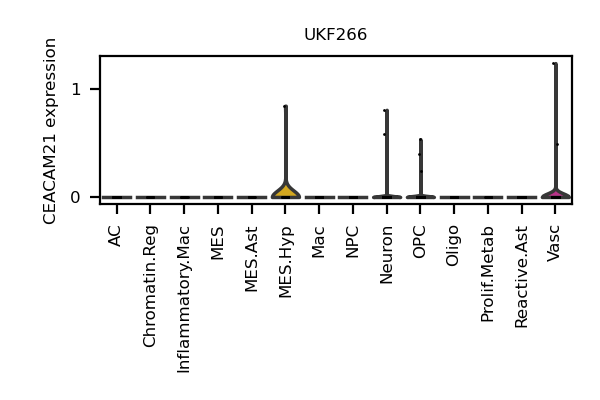 UKF266
CEACAM21 expression
1
0
AC
Chromatin.Reg
Inflammatory.Mac
MES
MES.Ast
MES.Hyp
Mac
NPC
Neuron
OPC
Oligo
Prolif.Metab
Reactive.Ast
Vasc